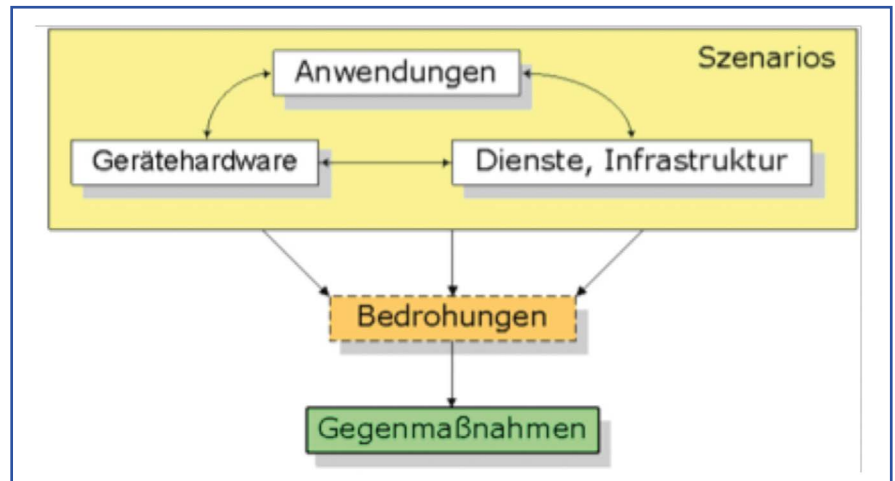 Szenarios
Anwendungen
Gerätehardware
Dienste, Infrastruktur
Bedrohungen
Gegenmaßnahmen